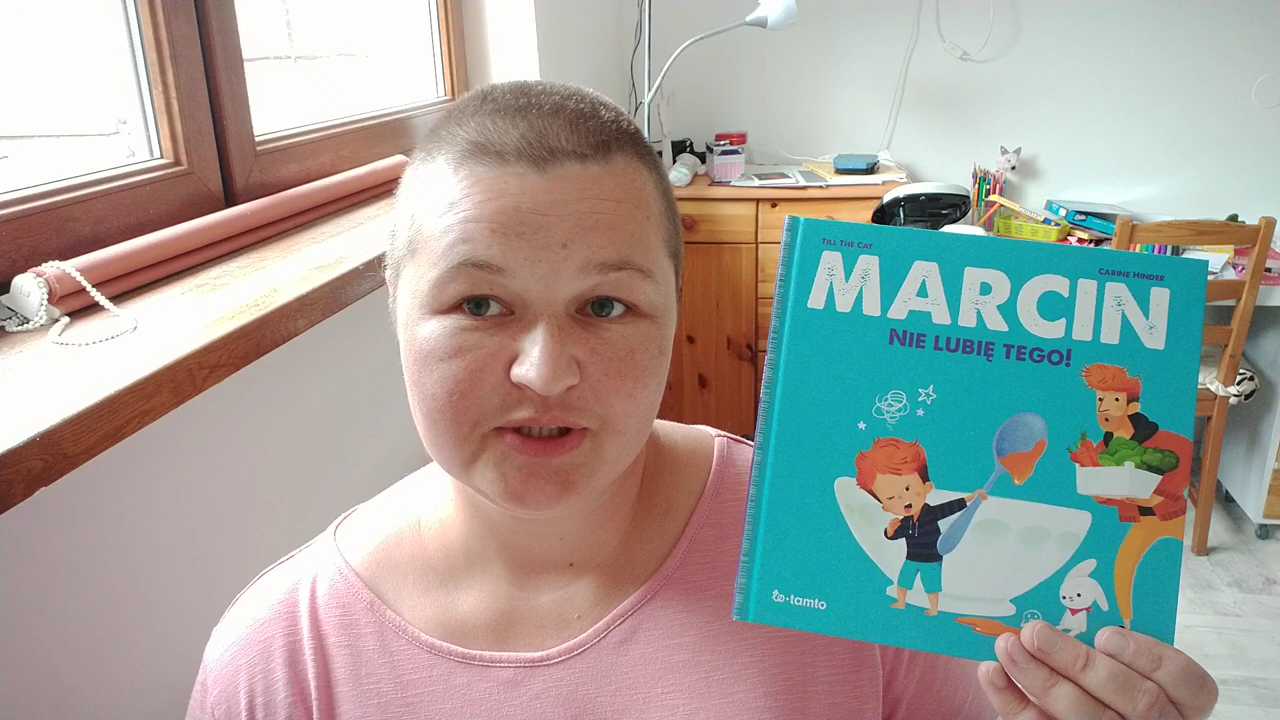 TILL THE CAT
CARINE HINDER
MARCIN
NIE LUBIĘ TEGO!
to·tamto